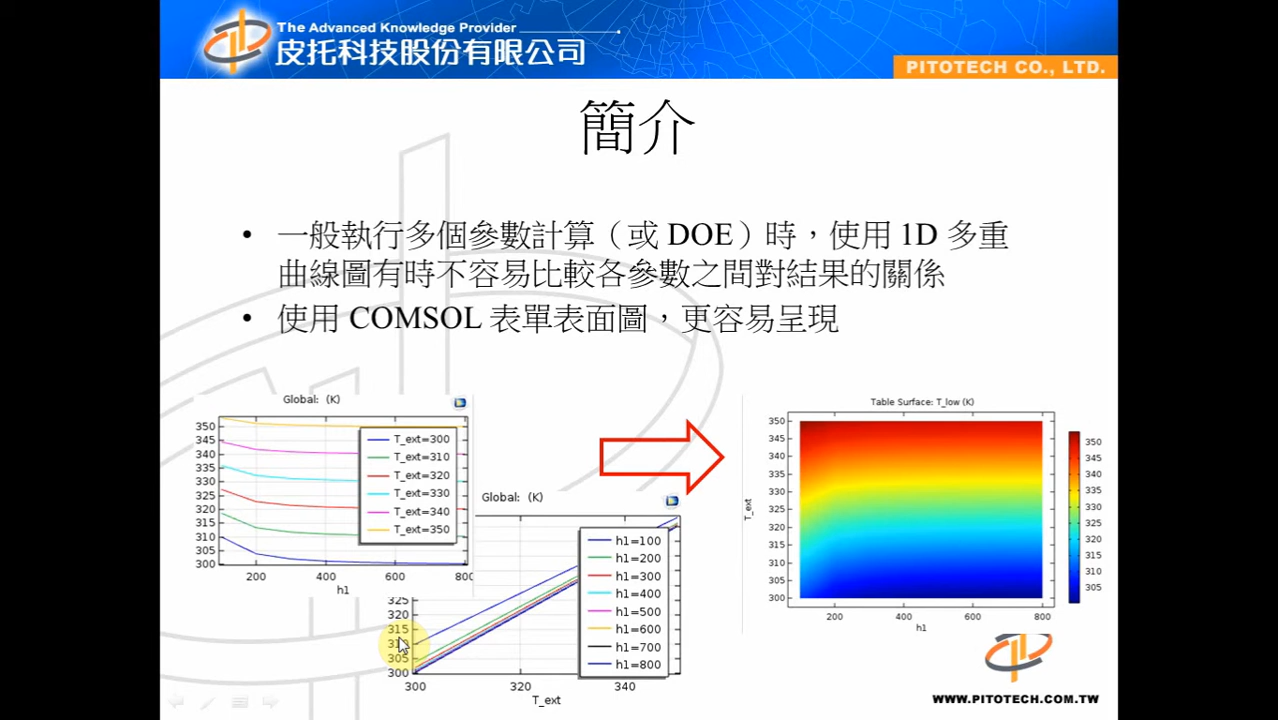 The Advanced Knowledge Provider
皮托科技股份有限公司
PITOTECH CO., LTD.
簡介
• 一般執行多個參數計算（或 DOE）時，使用 1D 多重
曲線圖有時不容易比較各參數之間對結果的關係
• 使用 COMSOL 表單表面圖，更容易呈現
Global: (K)
350
345
340
335
330
325
320
315
310
305
300
200 400 600 800
h1
T_ext=300
T_ext=310
T_ext=320
T_ext=330
T_ext=340
T_ext=350
Global: (K)
325
320
315
310
305
300
300 320 340
T_ext
h1=100
h1=200
h1=300
h1=400
h1=500
h1=600
h1=700
h1=800
Table Surface: T_low (K)
350
345
340
335
330
325
320
315
310
305
300
T_ext
200 400 600 800
h1
350
345
340
335
330
325
320
315
310
305
WWW.PITOTECH.COM.TW